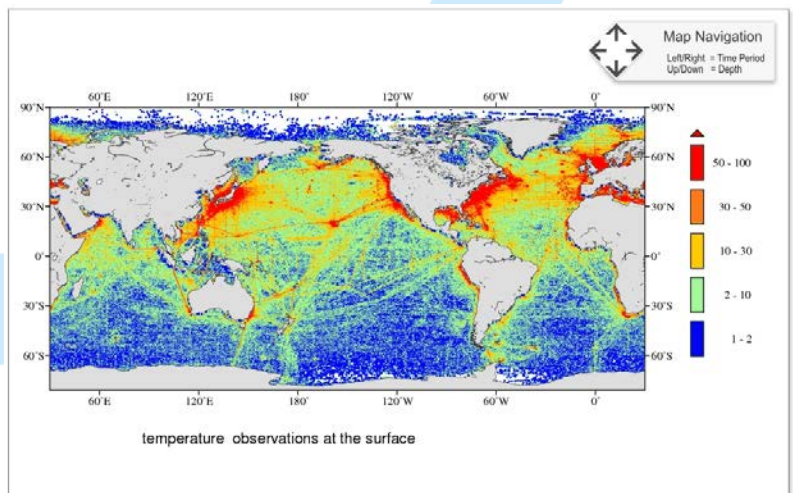 Map Navigation
Left/Right = Time Period
Up/Down = Depth
60˚E 120˚E 180˚ 120˚W 60˚W 0˚
90˚N 90˚N
60˚N 60˚N
30˚N 30˚N
0˚ 0˚
30˚S 30˚S
60˚S 60˚S
60˚E 120˚E 180˚ 120˚W 60˚W 0˚
50 - 100
30 - 50
10 - 30
2 - 10
1 - 2
temperature observations at the surface